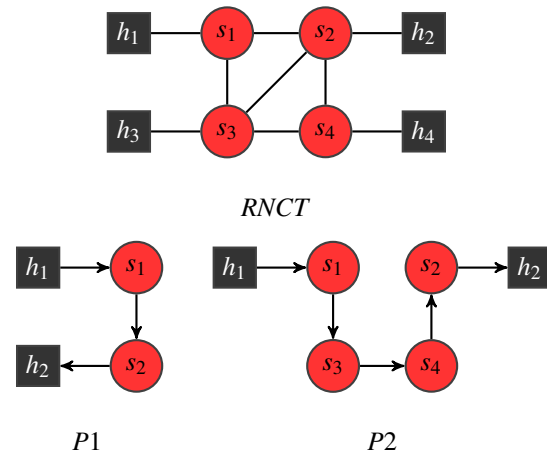 h₁ s₁ s₂ h₂
h₃ s₃ s₄ h₄
RNCT
h₁ s₁ h₁ s₁ s₂ h₂
h₂ s₂ s₃ s₄
P1 P2